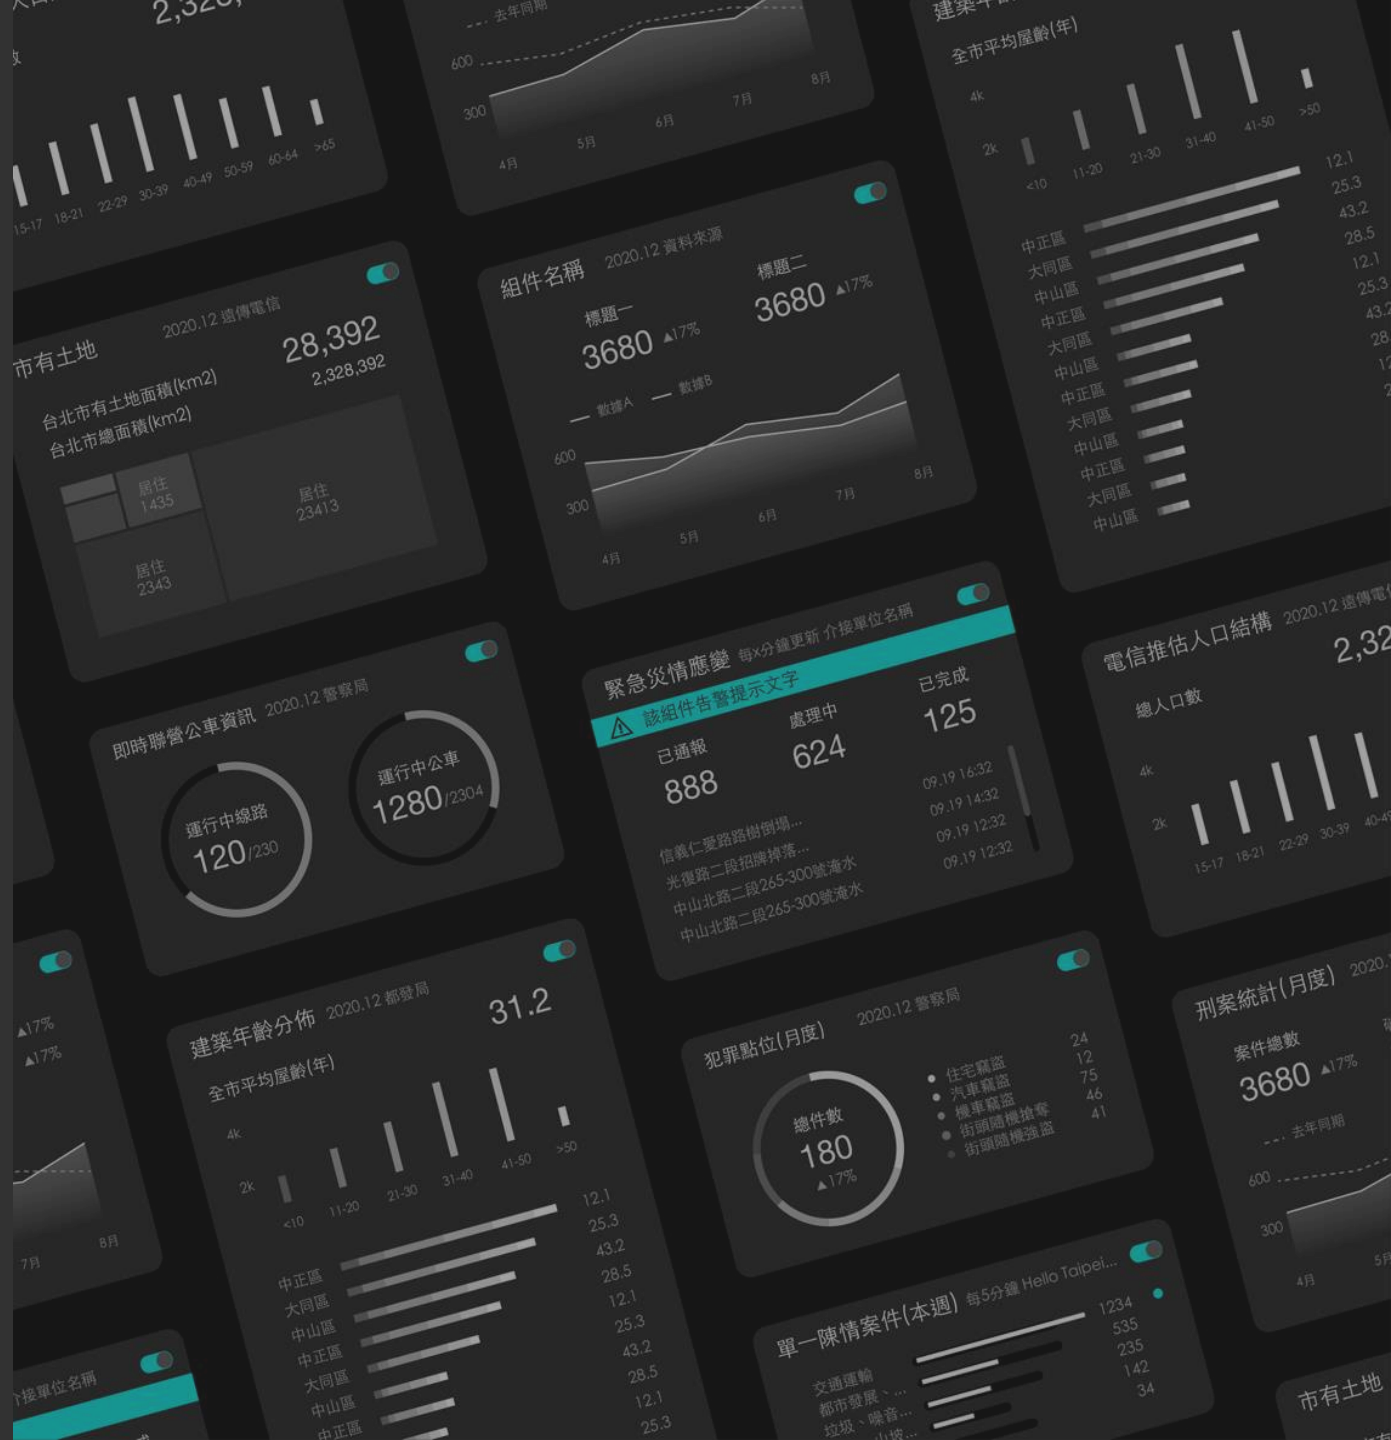 2,328,
15-17 18-21 22-29 30-39 40-49 50-59 60-64 >65
去年同期
600
300
4月 5月 6月 7月 8月
全市平均屋齡(年)
4k
2k
<10 11-20 21-30 31-40 41-50 >50
中正區 12.1
大同區 25.3
中山區 43.2
中正區 28.5
大同區 12.1
中山區 25.3
中正區
大同區
中山區
中正區
大同區
中山區
市有土地 2020.12 遠傳電信
台北市有土地面積(km2) 28,392
台北市總面積(km2) 2,328,392
居住
1435
居住
23413
居住
2343
組件名稱 2020.12 資料來源
標題一
3680 ▲17%
標題二
3680 ▲17%
數據A 數據B
600
300
4月 5月 6月 7月 8月
即時聯營公車資訊 2020.12 警察局
運行中線路
120/230
運行中公車
1280/2304
緊急災情應變 每x分鐘更新 介接單位名稱
該組件告警提示文字
已通報
888
處理中
624
已完成
125
信義仁愛路路樹倒塌... 09.19 16:32
光復路二段招牌掉落... 09.19 14:32
中山北路二段265-300號淹水 09.19 12:32
中山北路二段265-300號淹水 09.19 12:32
電信推估人口結構 2020.12 遠傳電信
總人口數
4k
2k
15-17 18-21 22-29 30-39
▲17%
▲17%
7月 8月
建築年齡分佈 2020.12 都發局
全市平均屋齡(年) 31.2
4k
2k
<10 11-20 21-30 31-40 41-50 >50
中正區 12.1
大同區 25.3
中山區 43.2
中正區 28.5
大同區 12.1
中山區 25.3
中正區 43.2
28.5
12.1
25.3
犯罪點位(月度) 2020.12 警察局
總件數
180
▲17%
住宅竊盜 24
汽車竊盜 12
機車竊盜 75
街頭隨機搶奪 46
街頭隨機強盜 41
刑案統計(月度) 2020.
案件總數
3680 ▲17%
去年同期
600
300
4月
單一陳情案件(本週) 每5分鐘 Hello Taipei...
交通運輸 1234
都市發展、... 535
垃圾、噪音... 235
142
34
介接單位名稱
市有土地